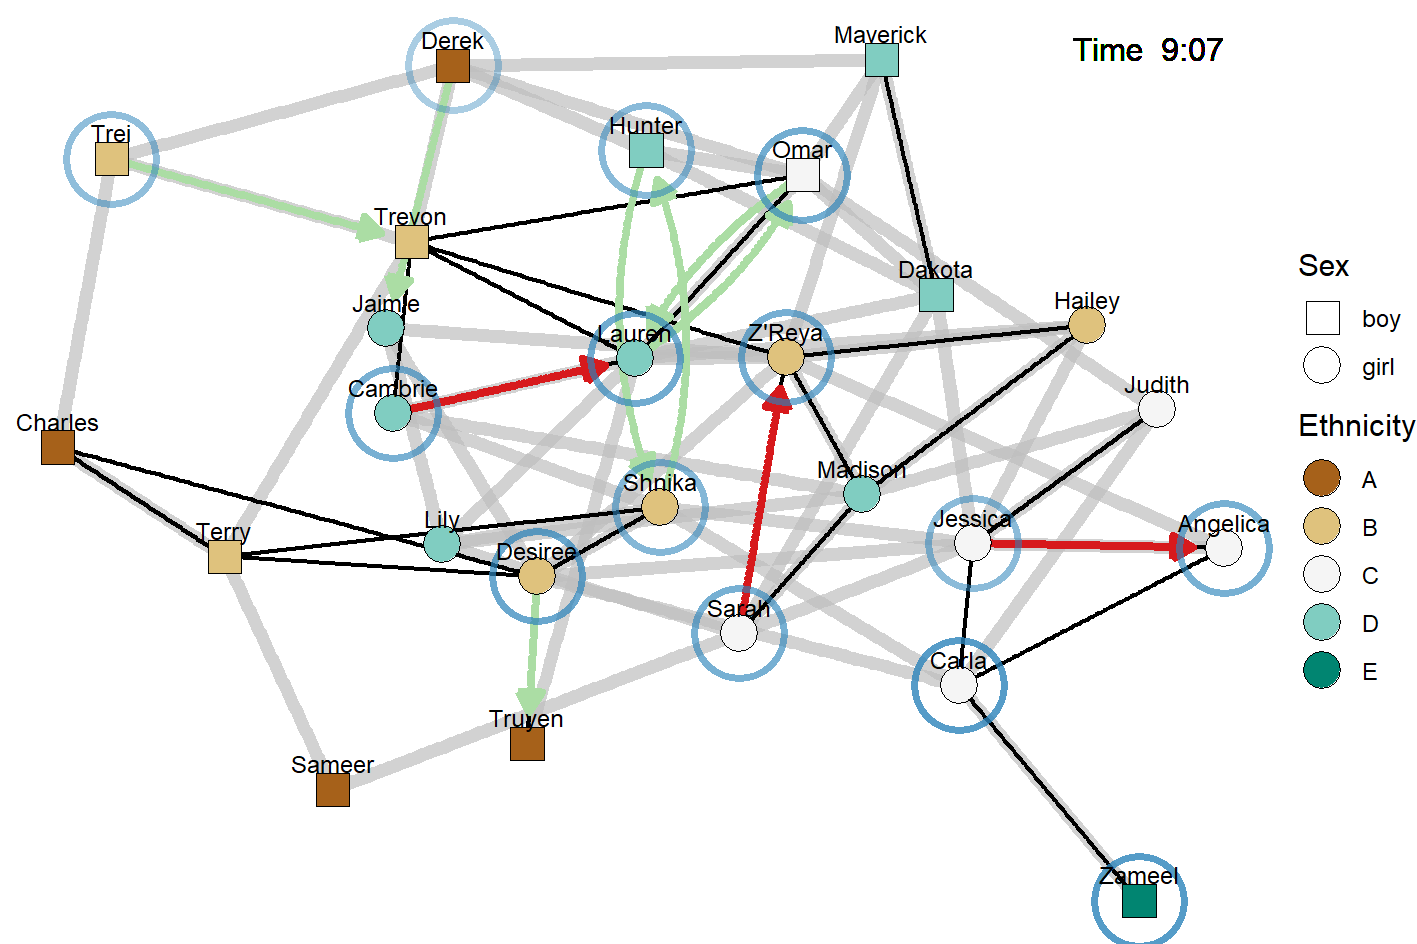 Derek
Maverick
Time 9:07
Trei
Hunter
Omar
Trevon
Dakota
Jaimie
Lauren
Z'Reya
Hailey
Cambrie
Judith
Charles
Madison
Shnika
Terry
Lily
Desiree
Jessica
Angelica
Sarah
Carla
Truyen
Sameer
Zameel
Sex
boy
girl
Ethnicity
A
B
C
D
E